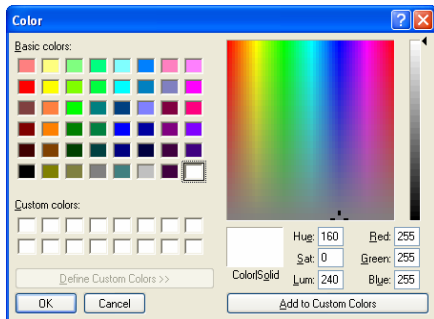 Color
Basic colors:
Custom colors:
Define Custom Colors >>
OK Cancel
Color|Solid
Hue: 160 Red: 255
Sat: 0 Green: 255
Lum: 240 Blue: 255
Add to Custom Colors